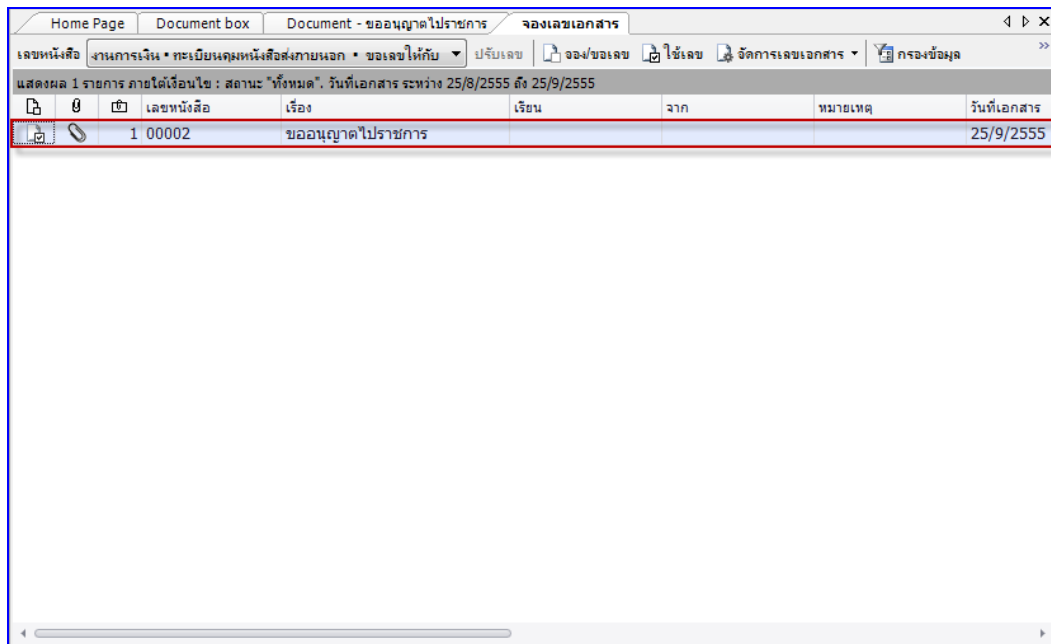 Home Page Document box Document - ขออนุญาตไปราชการ จองเลขเอกสาร
เลขหนังสือ งานการเงิน • ทะเบียนคุมหนังสือส่งภายนอก • ขอเลขให้กับ ปรับเลข จอง/ขอเลข ใช้เลข จัดการเลขเอกสาร กรองข้อมูล
แสดงผล 1 รายการ ภายใต้เงื่อนไข : สถานะ "ทั้งหมด". วันที่เอกสาร ระหว่าง 25/8/2555 ถึง 25/9/2555
เลขหนังสือ เรื่อง เรียน จาก หมายเหตุ วันที่เอกสาร
1 00002 ขออนุญาตไปราชการ 25/9/2555